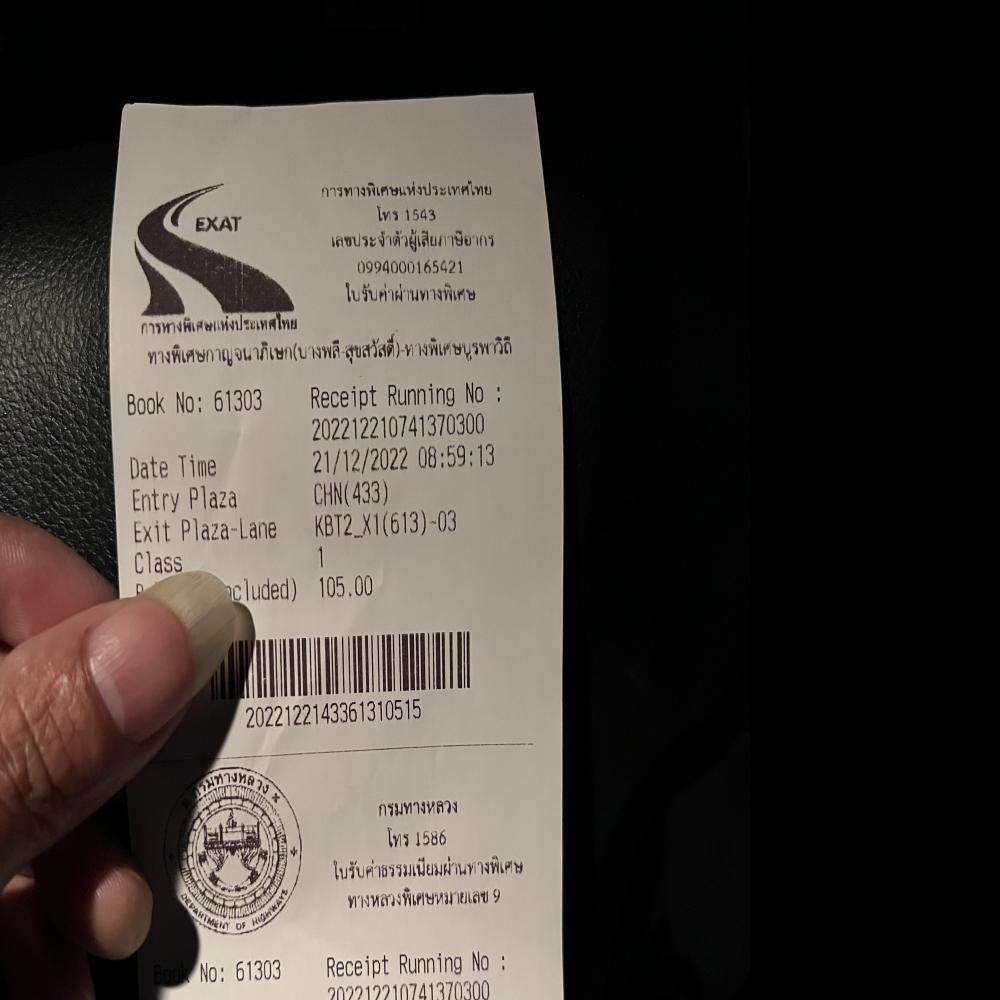 EXAT
การทางพิเศษแห่งประเทศไทย
การทางพิเศษแห่งประเทศไทย
โทร 1543
เลขประจำตัวผู้เสียภาษีอากร
0994000165421
ใบรับค่าผ่านทางพิเศษ
ทางพิเศษกาญจนาภิเษก(บางพลี-สุขสวัสดิ์)-ทางพิเศษบูรพาวิถี
Book No: 61303 Receipt Running No :
202212210741370300
Date Time 21/12/2022 08:59:13
Entry Plaza CHN(433)
Exit Plaza-Lane KBT2_X1(613)-03
Class 1
105.00
2022122143361310515
กรมทางหลวง
DEPARTMENT OF HIGHWAYS
กรมทางหลวง
โทร 1586
ใบรับค่าธรรมเนียมผ่านทางพิเศษ
ทางหลวงพิเศษหมายเลข 9
Book No: 61303 Receipt Running No :
202212210741370300